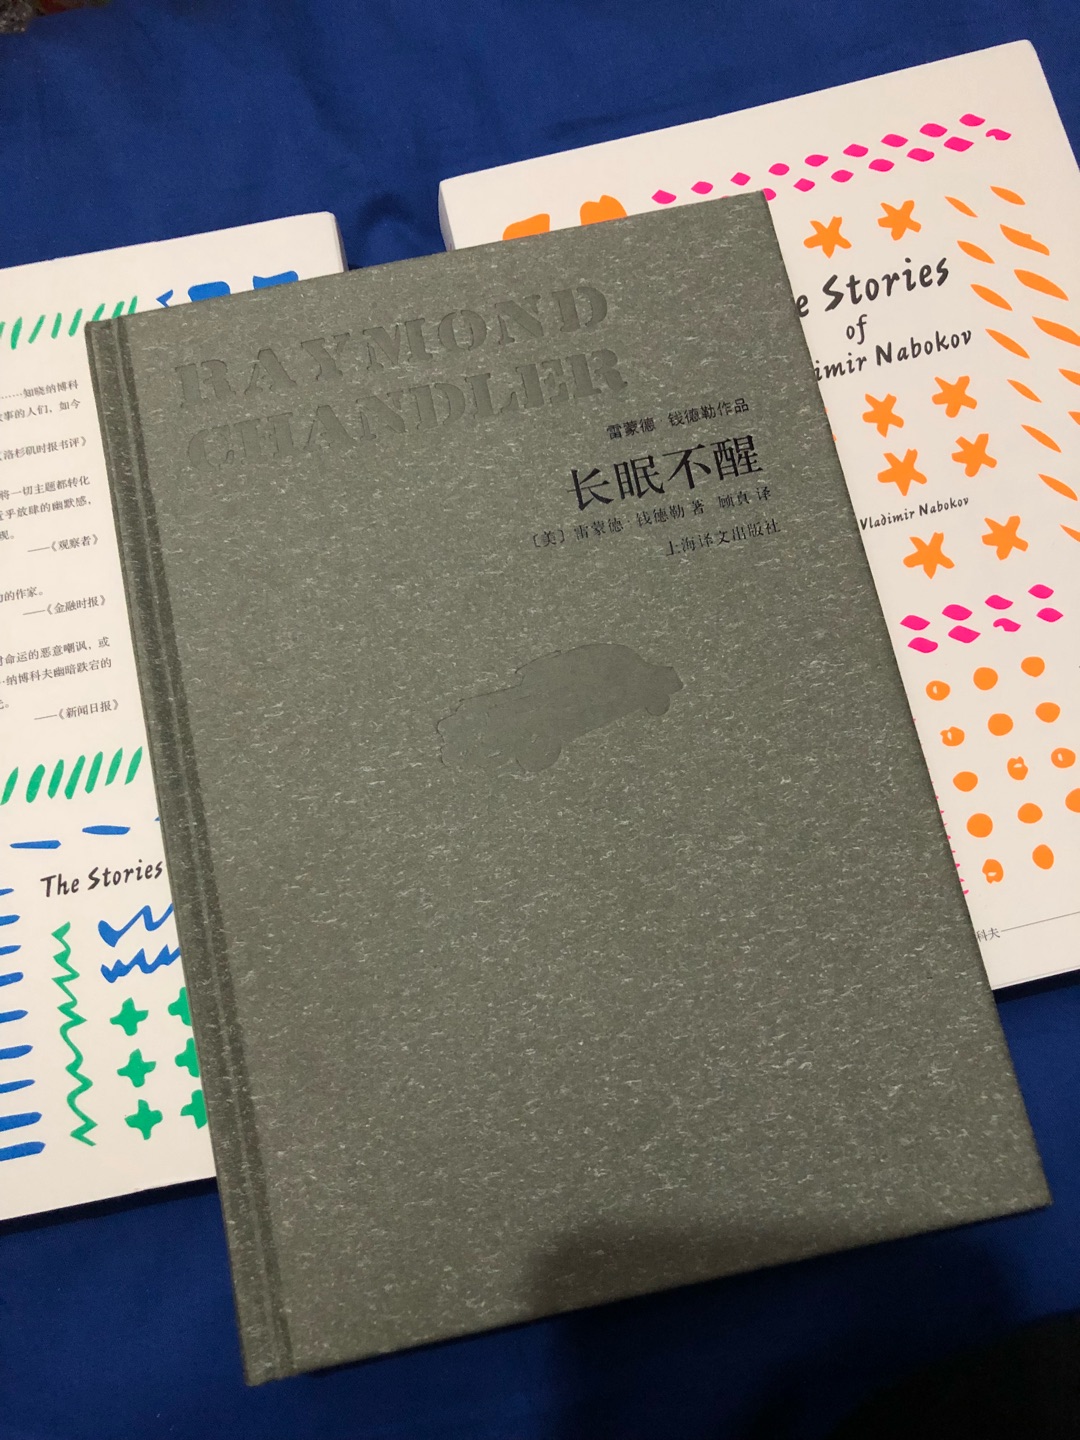 RAYMOND
CHANDLER
雷蒙德·钱德勒作品
长眠不醒
〔美〕雷蒙德·钱德勒 著 顾真 译
上海译文出版社
e Stories
of
imir Nabokov
Vladimir Nabokov
科夫
………知晓纳博科
事的人们，如今
洛杉矶时报书评》
将一切主题都转化
乎放肆的幽默感，
现。
——《观察者》
的作家。
——《金融时报》
命运的恶意嘲讽，或
纳博科夫幽暗跌宕的
——《新闻日报》
The Stories